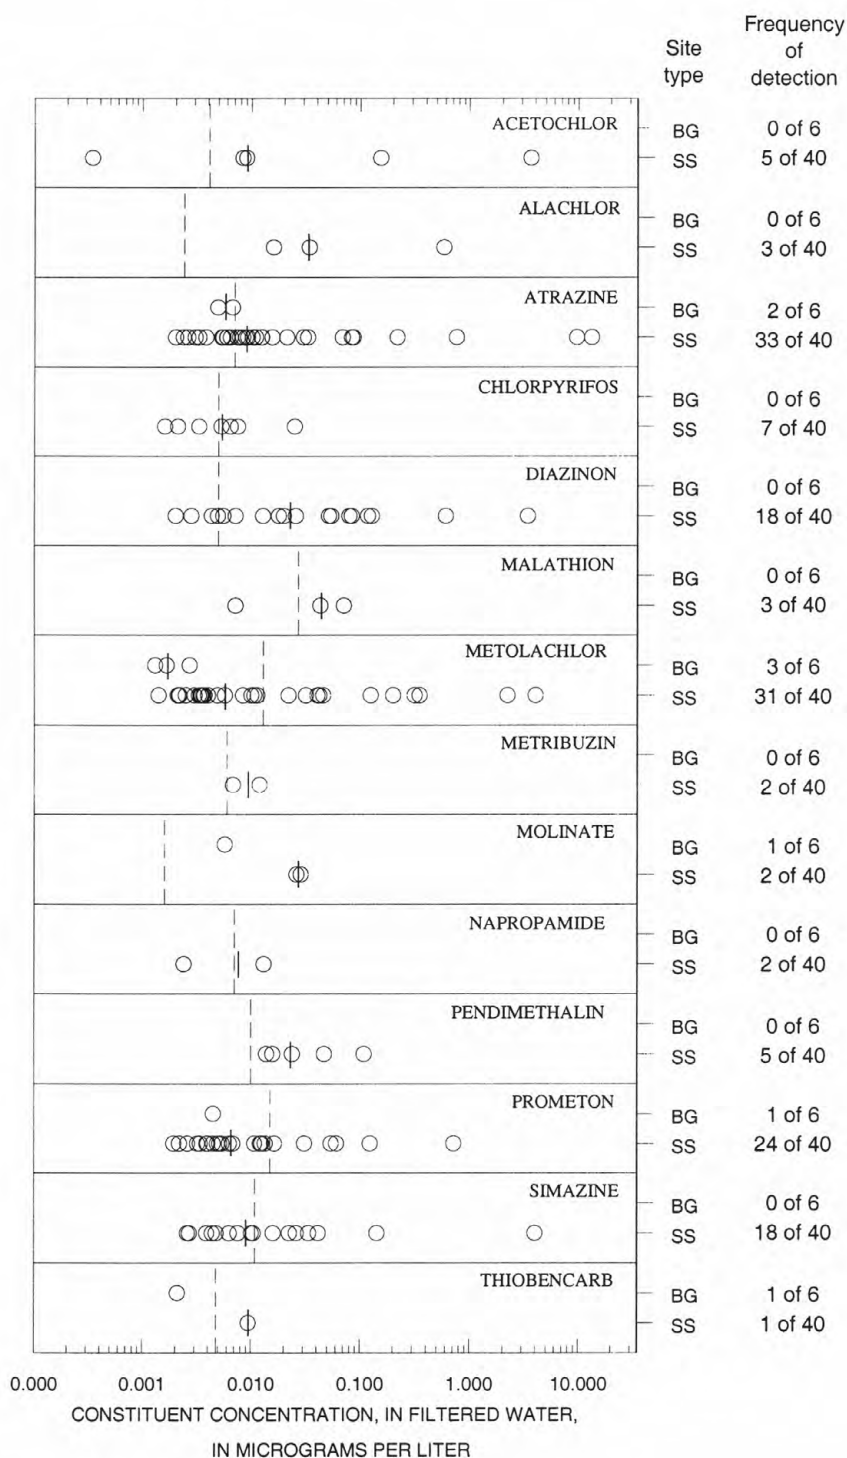 Site type
Frequency of detection
ACETOCHLOR
BG 0 of 6
SS 5 of 40
ALACHLOR
BG 0 of 6
SS 3 of 40
ATRAZINE
BG 2 of 6
SS 33 of 40
CHLORPYRIFOS
BG 0 of 6
SS 7 of 40
DIAZINON
BG 0 of 6
SS 18 of 40
MALATHION
BG 0 of 6
SS 3 of 40
METOLACHLOR
BG 3 of 6
SS 31 of 40
METRIBUZIN
BG 0 of 6
SS 2 of 40
MOLINATE
BG 1 of 6
SS 2 of 40
NAPROPAMIDE
BG 0 of 6
SS 2 of 40
PENDIMETHALIN
BG 0 of 6
SS 5 of 40
PROMETON
BG 1 of 6
SS 24 of 40
SIMAZINE
BG 0 of 6
SS 18 of 40
THIOBENCARB
BG 1 of 6
SS 1 of 40
0.000 0.001 0.010 0.100 1.000 10.000
CONSTITUENT CONCENTRATION, IN FILTERED WATER,
IN MICROGRAMS PER LITER